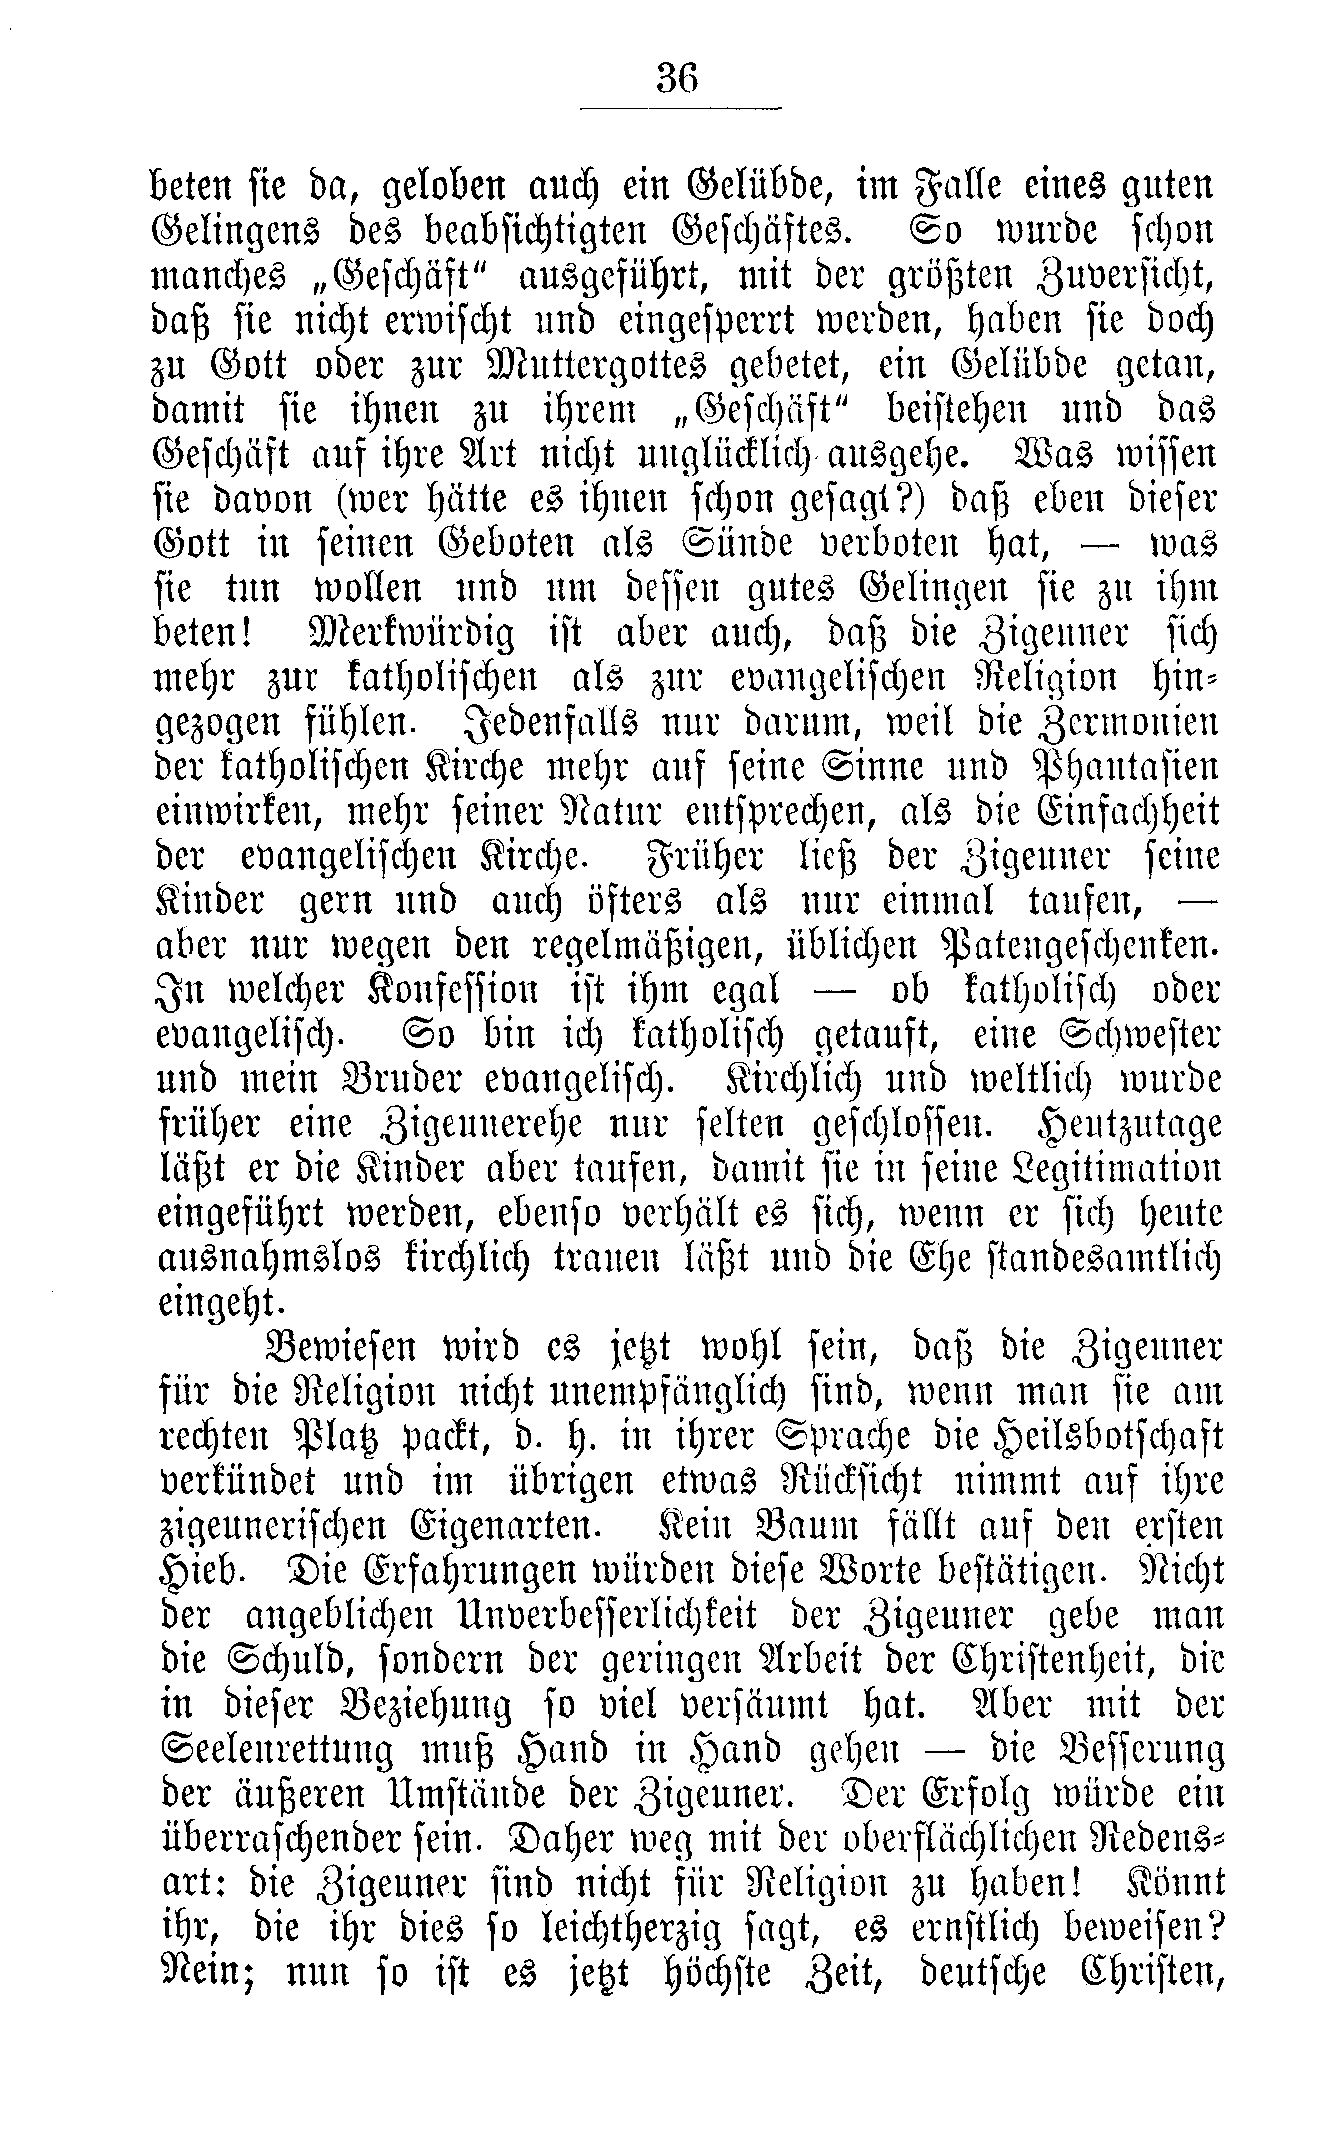 36
beten sie da, geloben auch ein Gelübde, im Falle eines guten
Gelingens des beabsichtigten Geschäftes. So wurde schon
manches „Geschäft“ ausgeführt, mit der größten Zuversicht,
daß sie nicht erwischt und eingesperrt werden, haben sie doch
zu Gott oder zur Muttergottes gebetet, ein Gelübde getan,
damit sie ihnen zu ihrem „Geschäft“ beistehen und das
Geschäft auf ihre Art nicht unglücklich ausgehe. Was wissen
sie davon (wer hätte es ihnen schon gesagt?) daß eben dieser
Gott in seinen Geboten als Sünde verboten hat, — was
sie tun wollen und um dessen gutes Gelingen sie zu ihm
beten! Merkwürdig ist aber auch, daß die Zigeuner sich
mehr zur katholischen als zur evangelischen Religion hin-
gezogen fühlen. Jedenfalls nur darum, weil die Zermonien
der katholischen Kirche mehr auf seine Sinne und Phantasien
einwirken, mehr seiner Natur entsprechen, als die Einfachheit
der evangelischen Kirche. Früher ließ der Zigeuner seine
Kinder gern und auch öfters als nur einmal taufen, —
aber nur wegen den regelmäßigen, üblichen Patengeschenken.
In welcher Konfession ist ihm egal — ob katholisch oder
evangelisch. So bin ich katholisch getauft, eine Schwester
und mein Bruder evangelisch. Kirchlich und weltlich wurde
früher eine Zigeunerehe nur selten geschlossen. Heutzutage
läßt er die Kinder aber taufen, damit sie in seine Legitimation
eingeführt werden, ebenso verhält es sich, wenn er sich heute
ausnahmslos kirchlich trauen läßt und die Ehe standesamtlich
eingeht.
Bewiesen wird es jetzt wohl sein, daß die Zigeuner
für die Religion nicht unempfänglich sind, wenn man sie am
rechten Platz packt, d. h. in ihrer Sprache die Heilsbotschaft
verkündet und im übrigen etwas Rücksicht nimmt auf ihre
zigeunerischen Eigenarten. Kein Baum fällt auf den ersten
Hieb. Die Erfahrungen würden diese Worte bestätigen. Nicht
der angeblichen Unverbesserlichkeit der Zigeuner gebe man
die Schuld, sondern der geringen Arbeit der Christenheit, die
in dieser Beziehung so viel versäumt hat. Aber mit der
Seelenrettung muß Hand in Hand gehen — die Besserung
der äußeren Umstände der Zigeuner. Der Erfolg würde ein
überraschender sein. Daher weg mit der oberflächlichen Redens-
art: die Zigeuner sind nicht für Religion zu haben! Könnt
ihr, die ihr dies so leichtherzig sagt, es ernstlich beweisen?
Nein; nun so ist es jetzt höchste Zeit, deutsche Christen,